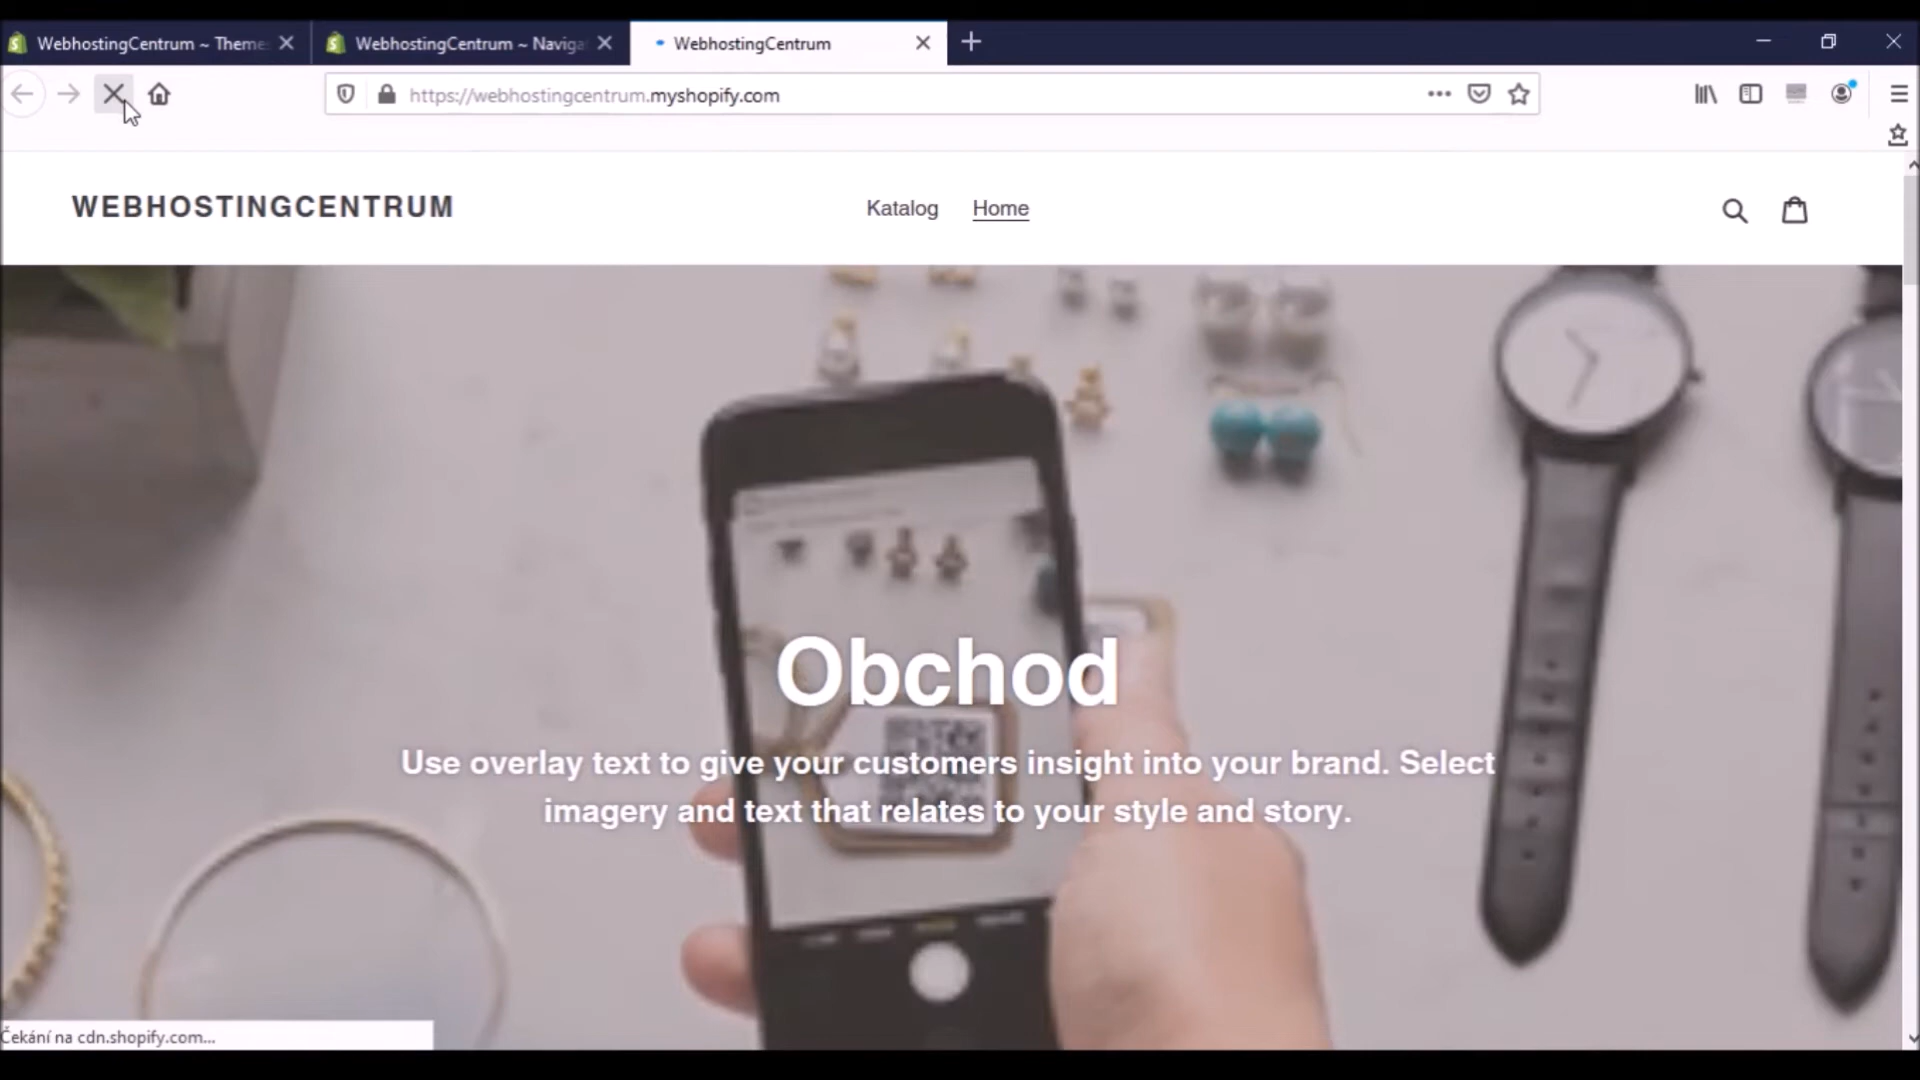 WebhostingCentrum ~ Theme
WebhostingCentrum ~ Naviga
WebhostingCentrum
https://webhostingcentrum.myshopify.com
WEBHOSTINGCENTRUM
Katalog
Home
Obchod
Use overlay text to give your customers insight into your brand. Select
imagery and text that relates to your style and story.
Čekání na cdn.shopify.com...